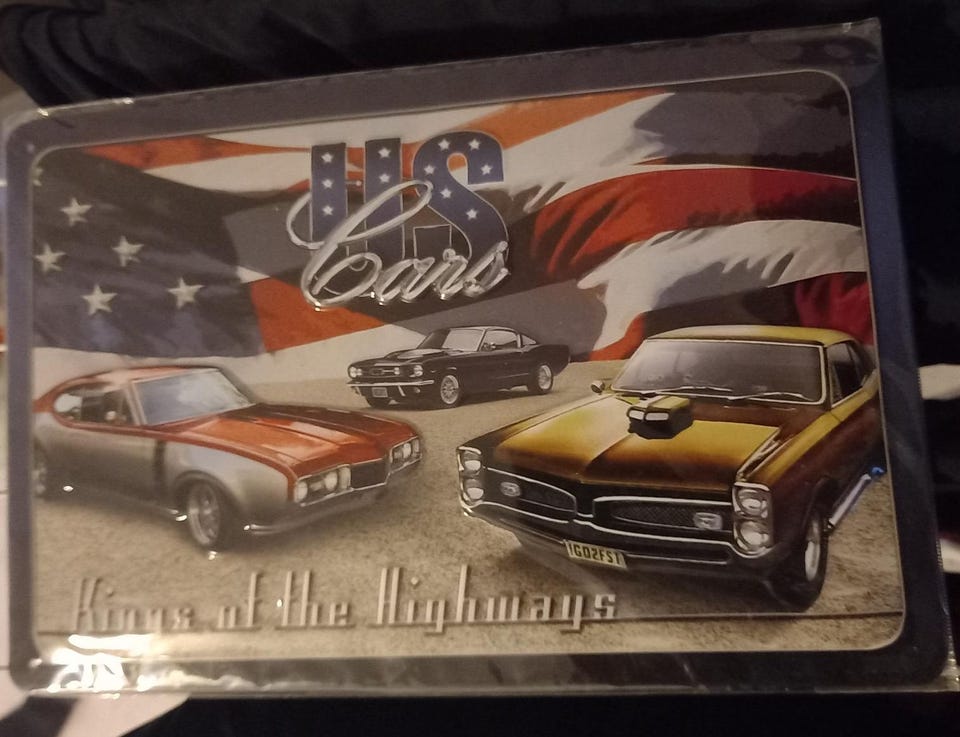 US
Cars
IGO2FST
Kings of the Highways